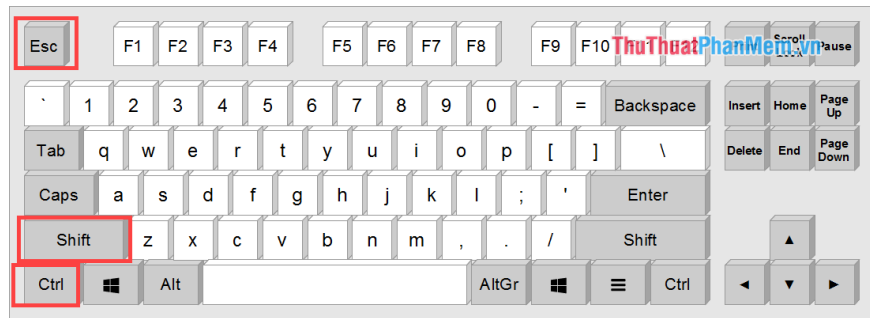 Esc F1 F2 F3 F4 F5 F6 F7 F8 F9 F10 ThuThuatPhanMem.vn Pause
` 1 2 3 4 5 6 7 8 9 0 - = Backspace Insert Home Page Up
Tab q w e r t y u i o p [ ] \ Delete End Page Down
Caps a s d f g h j k l ; ' Enter
Shift z x c v b n m , . / Shift ▲
Ctrl Alt AltGr ☰ Ctrl ◄ ▼ ►